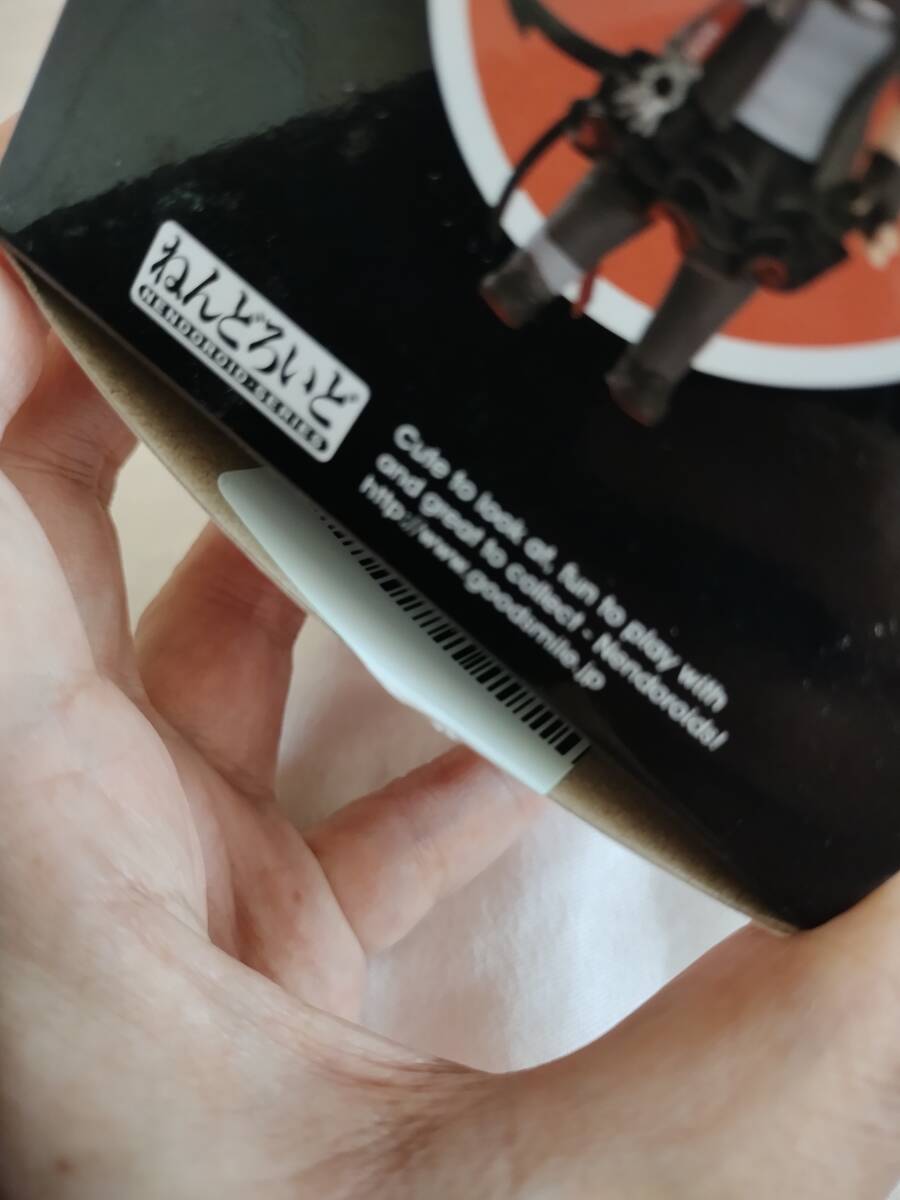 ねんどろいど
NENDOROID·SERIES
Cute to look at, fun to play with
and great to collect - Nendoroids!
http://www.goodsmile.jp